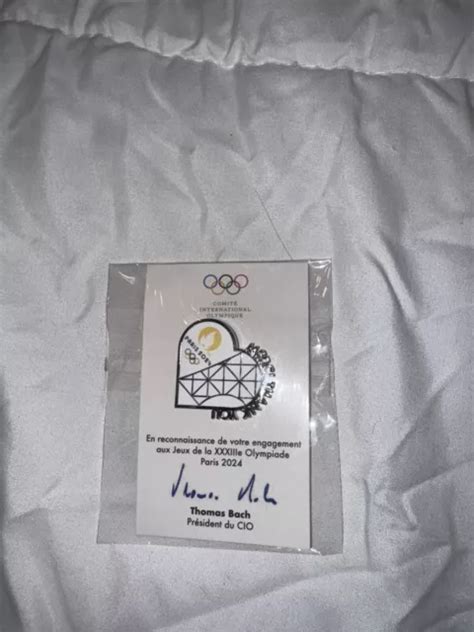 COMITÉ
INTERNATIONAL
OLYMPIQUE
PARIS 2024
En reconnaissance de votre engagement
aux Jeux de la XXXIIIe Olympiade
Paris 2024
Thomas Bach
Président du CIO